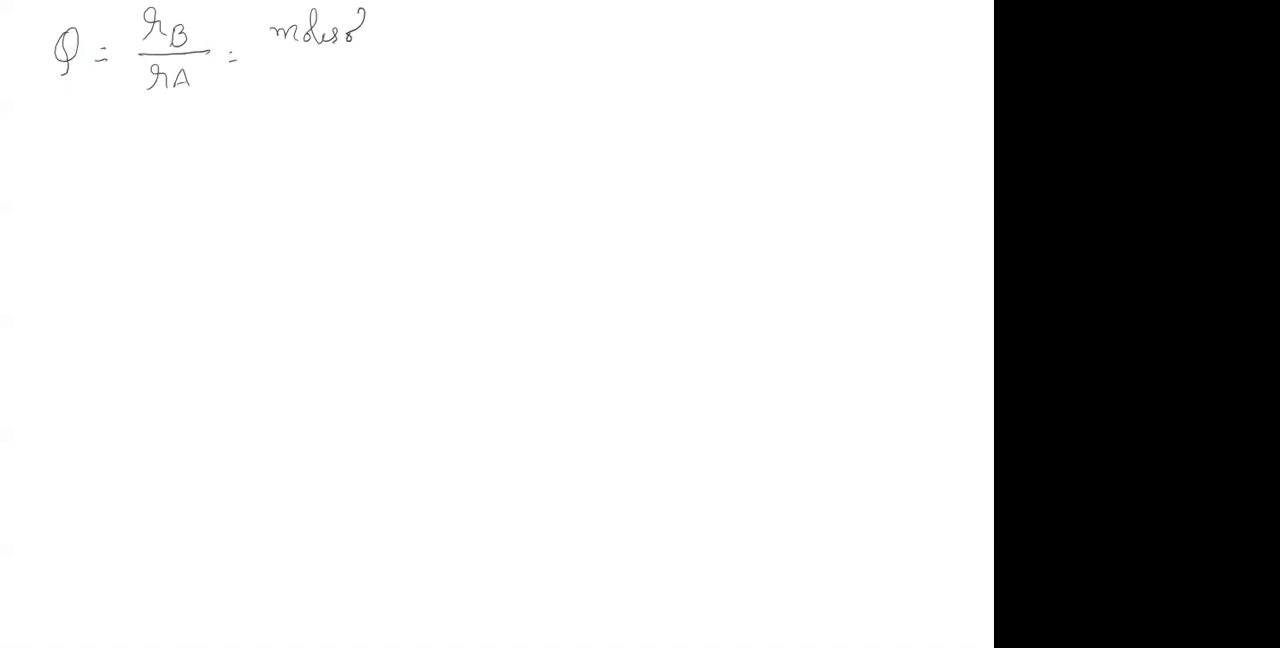 φ = r_B / r_A = moles o